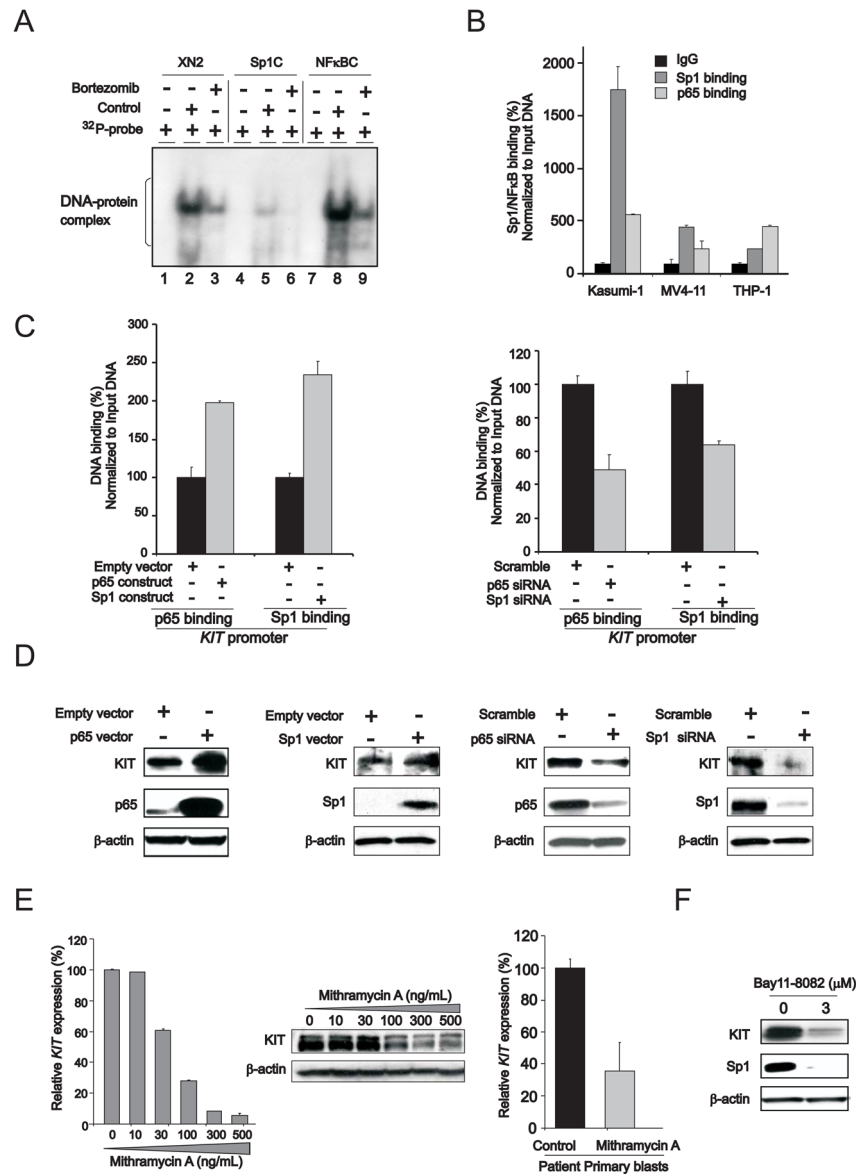 A
XN2 Sp1C NFκBC
Bortezomib - - + - - + - - +
Control - + - - + - - + -
32P-probe + + + + + + + + +
DNA-protein
complex
1 2 3 4 5 6 7 8 9
B
IgG
Sp1 binding
p65 binding
Sp1/NFκB binding (%)
Normalized to Input DNA
2000
1500
1000
500
0
Kasumi-1 MV4-11 THP-1
C
DNA binding (%)
Normalized to Input DNA
300
250
200
150
100
50
0
Empty vector + - + -
p65 construct - + - -
Sp1 construct - - - +
p65 binding Sp1 binding
KIT promoter
DNA binding (%)
Normalized to Input DNA
120
100
80
60
40
20
0
Scramble + - + -
p65 siRNA - + - -
Sp1 siRNA - - - +
p65 binding Sp1 binding
KIT promoter
D
Empty vector + -
p65 vector - +
KIT
p65
β-actin
Empty vector + -
Sp1 vector - +
KIT
Sp1
β-actin
Scramble + -
p65 siRNA - +
KIT
p65
β-actin
Scramble + -
Sp1 siRNA - +
KIT
Sp1
β-actin
E
Relative KIT expression (%)
120
100
80
60
40
20
0
0 10 30 100 300 500
Mithramycin A (ng/mL)
Mithramycin A (ng/mL)
0 10 30 100 300 500
KIT
β-actin
Relative KIT expression (%)
120
100
80
60
40
20
0
Control Mithramycin A
Patient Primary blasts
F
Bay11-8082 (μM)
0 3
KIT
Sp1
β-actin